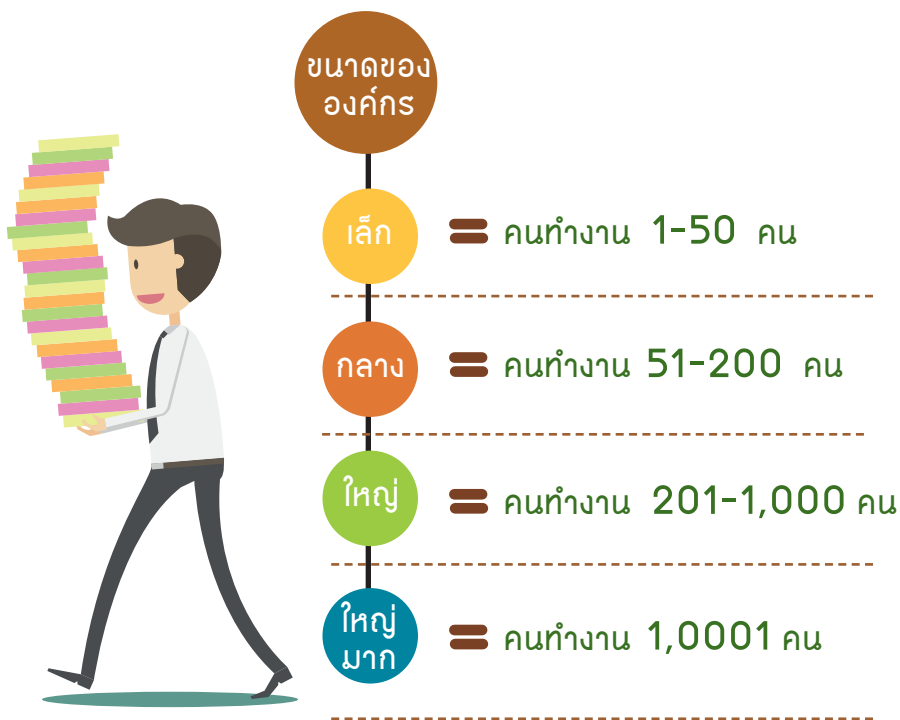 ขนาดของ
องค์กร
เล็ก = คนทำงาน 1-50 คน
กลาง = คนทำงาน 51-200 คน
ใหญ่ = คนทำงาน 201-1,000 คน
ใหญ่
มาก = คนทำงาน 1,0001 คน